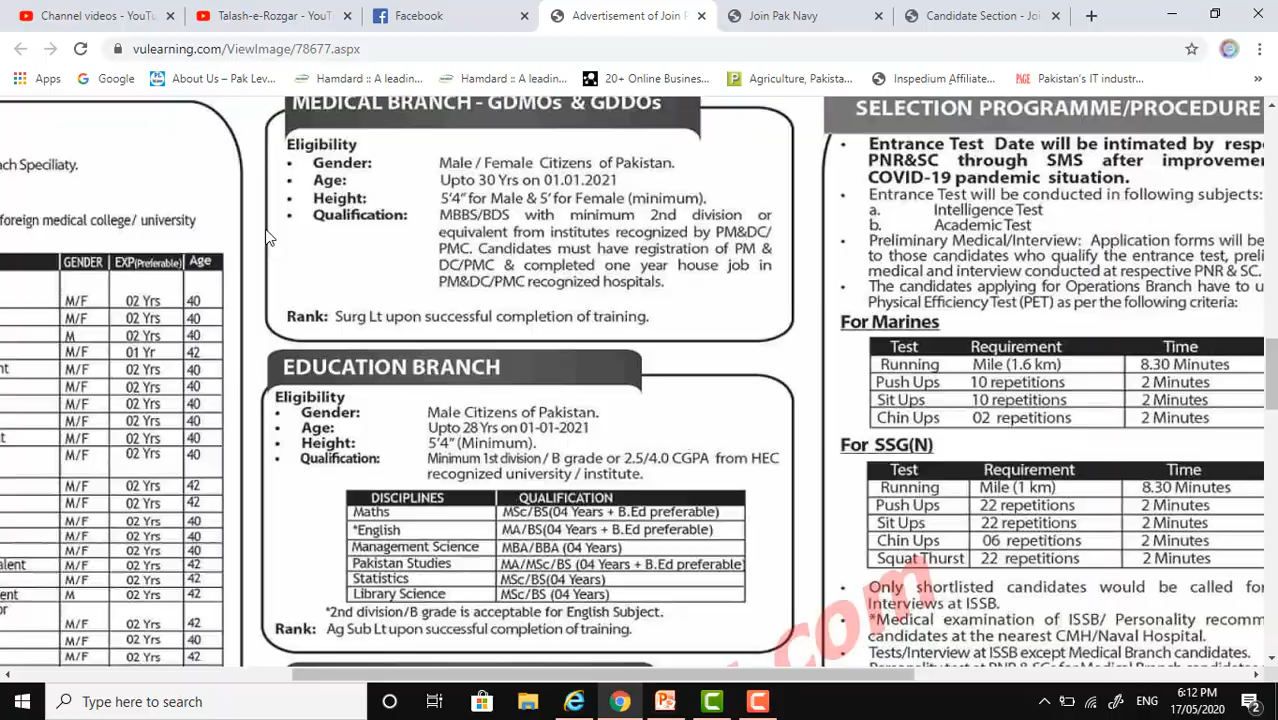 Channel videos - YouTu
Talash-e-Rozgar - YouT
Facebook
Advertisement of Join P
Join Pak Navy
Candidate Section - Joi
vulearning.com/ViewImage/78677.aspx
Apps
Google
About Us – Pak Lev...
Hamdard :: A leadin...
Hamdard :: A leadin...
20+ Online Busines...
Agriculture, Pakista...
Inspedium Affiliate...
Pakistan's IT industr...
ach Speciality.
foreign medical college/ university
GENDER EXP(Preferable) Age
M/F 02 Yrs 40
M/F 02 Yrs 40
M 02 Yrs 40
M/F 01 Yr 42
nt M/F 02 Yrs 40
M/F 02 Yrs 40
M/F 02 Yrs 40
M/F 02 Yrs 40
nt M/F 02 Yrs 40
M/F 02 Yrs 40
M/F 02 Yrs 42
M/F 02 Yrs 42
M/F 02 Yrs 40
M/F 02 Yrs 40
alent M/F 02 Yrs 42
M/F 02 Yrs 42
ent M 02 Yrs 42
or
M/F 02 Yrs 42
M/F 02 Yrs 42
M/F 02 Yrs 42
MEDICAL BRANCH - GDMOs & GDDOs
Eligibility
• Gender: Male / Female Citizens of Pakistan.
• Age: Upto 30 Yrs on 01.01.2021
• Height: 5'4" for Male & 5' for Female (minimum).
• Qualification: MBBS/BDS with minimum 2nd division or
equivalent from institutes recognized by PM&DC/
PMC. Candidates must have registration of PM &
DC/PMC & completed one year house job in
PM&DC/PMC recognized hospitals.
Rank: Surg Lt upon successful completion of training.
EDUCATION BRANCH
Eligibility
• Gender: Male Citizens of Pakistan.
• Age: Upto 28 Yrs on 01-01-2021
• Height: 5'4" (Minimum).
• Qualification: Minimum 1st division / B grade or 2.5/4.0 CGPA from HEC
recognized university / institute.
DISCIPLINES QUALIFICATION
Maths MSc/BS(04 Years + B.Ed preferable)
*English MA/BS(04 Years + B.Ed preferable)
Management Science MBA/BBA (04 Years)
Pakistan Studies MA/MSc/BS (04 Years + B.Ed preferable)
Statistics MSc/BS(04 Years)
Library Science MSc/BS (04 Years)
*2nd division/B grade is acceptable for English Subject.
Rank: Ag Sub Lt upon successful completion of training.
SELECTION PROGRAMME/PROCEDURE
• Entrance Test Date will be intimated by resp
PNR&SC through SMS after improveme
COVID-19 pandemic situation.
• Entrance Test will be conducted in following subjects:
a. Intelligence Test
b. Academic Test
• Preliminary Medical/Interview: Application forms will be
to those candidates who qualify the entrance test, preli
medical and interview conducted at respective PNR & SC.
• The candidates applying for Operations Branch have to u
Physical Efficiency Test (PET) as per the following criteria:
For Marines
Test Requirement Time
Running Mile (1.6 km) 8.30 Minutes
Push Ups 10 repetitions 2 Minutes
Sit Ups 10 repetitions 2 Minutes
Chin Ups 02 repetitions 2 Minutes
For SSG(N)
Test Requirement Time
Running Mile (1 km) 8.30 Minutes
Push Ups 22 repetitions 2 Minutes
Sit Ups 22 repetitions 2 Minutes
Chin Ups 06 repetitions 2 Minutes
Squat Thurst 22 repetitions 2 Minutes
• Only shortlisted candidates would be called fo
Interviews at ISSB.
• *Medical examination of ISSB/ Personality recomm
candidates at the nearest CMH/Naval Hospital.
• Tests/Interview at ISSB except Medical Branch candidates.
.com
Type here to search
ENG
6:12 PM
17/05/2020
2